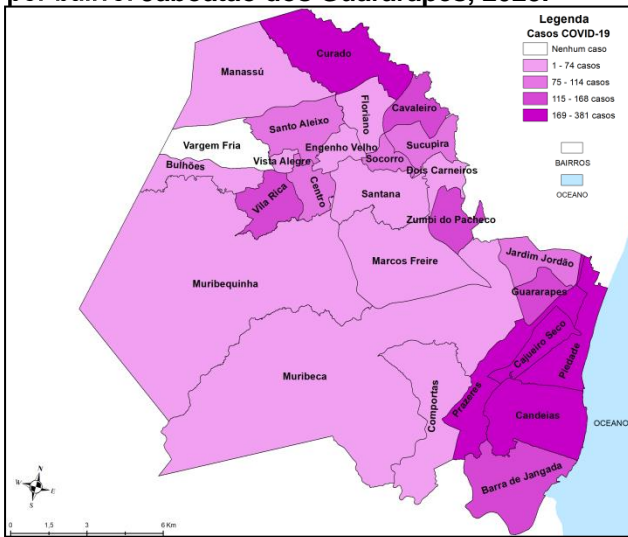 por bairro. Jaboatão dos Guararapes, 2020.
Legenda
Casos COVID-19
Nenhum caso
1 - 74 casos
75 - 114 casos
115 - 168 casos
169 - 381 casos
BAIRROS
OCEANO
Curado
Manassú
Floriano
Cavaleiro
Santo Aleixo
Vargem Fria
Engenho Velho
Sucupira
Vista Alegre
Socorro
Bulhões
Dois Carneiros
Vila Rica
Centro
Santana
Zumbi do Pacheco
Marcos Freire
Jardim Jordão
Muribequinha
Guararapes
Cajueiro Seco
Piedade
Muribeca
Comportas
Prazeres
Candeias
OCEANO
Barra de Jangada
N
W
E
S
0 1,5 3 6 Km